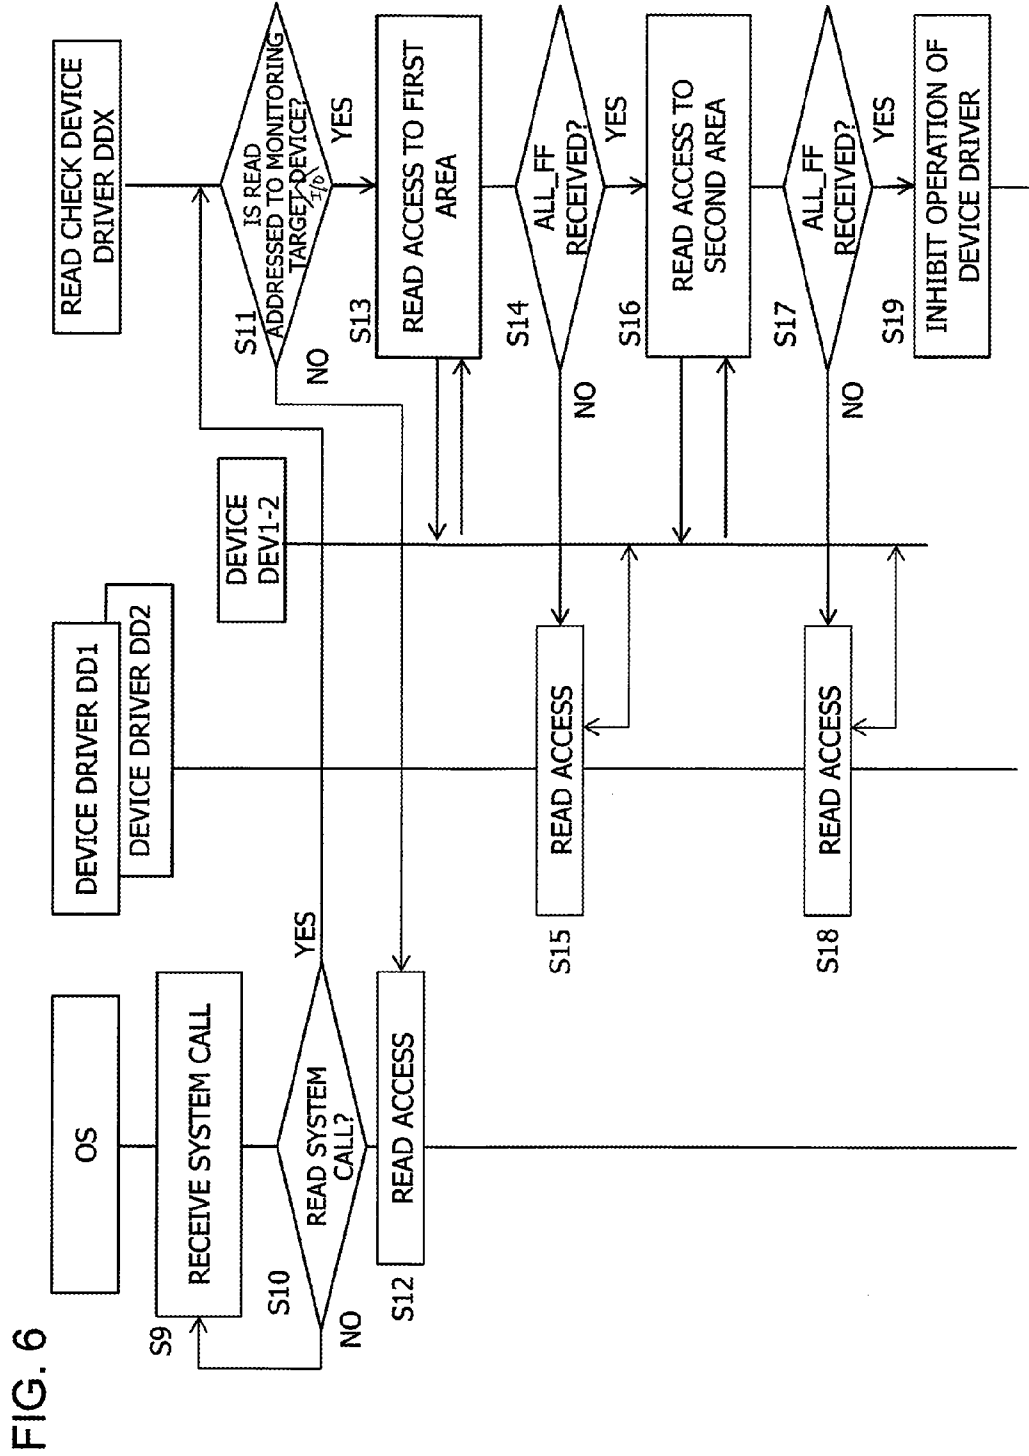 FIG. 6
OS
DEVICE DRIVER DD1
DEVICE DRIVER DD2
READ CHECK DEVICE
DRIVER DDX
S9
RECEIVE SYSTEM CALL
DEVICE
DEV1-2
S10
READ SYSTEM
CALL?
YES
NO
S11
IS READ
ADDRESSED TO MONITORING
TARGET DEVICE?
I/O
YES
NO
S12
READ ACCESS
S13
READ ACCESS TO FIRST
AREA
S14
ALL_FF
RECEIVED?
YES
NO
S15
READ ACCESS
S16
READ ACCESS TO
SECOND AREA
S17
ALL_FF
RECEIVED?
YES
NO
S18
READ ACCESS
S19
INHIBIT OPERATION OF
DEVICE DRIVER